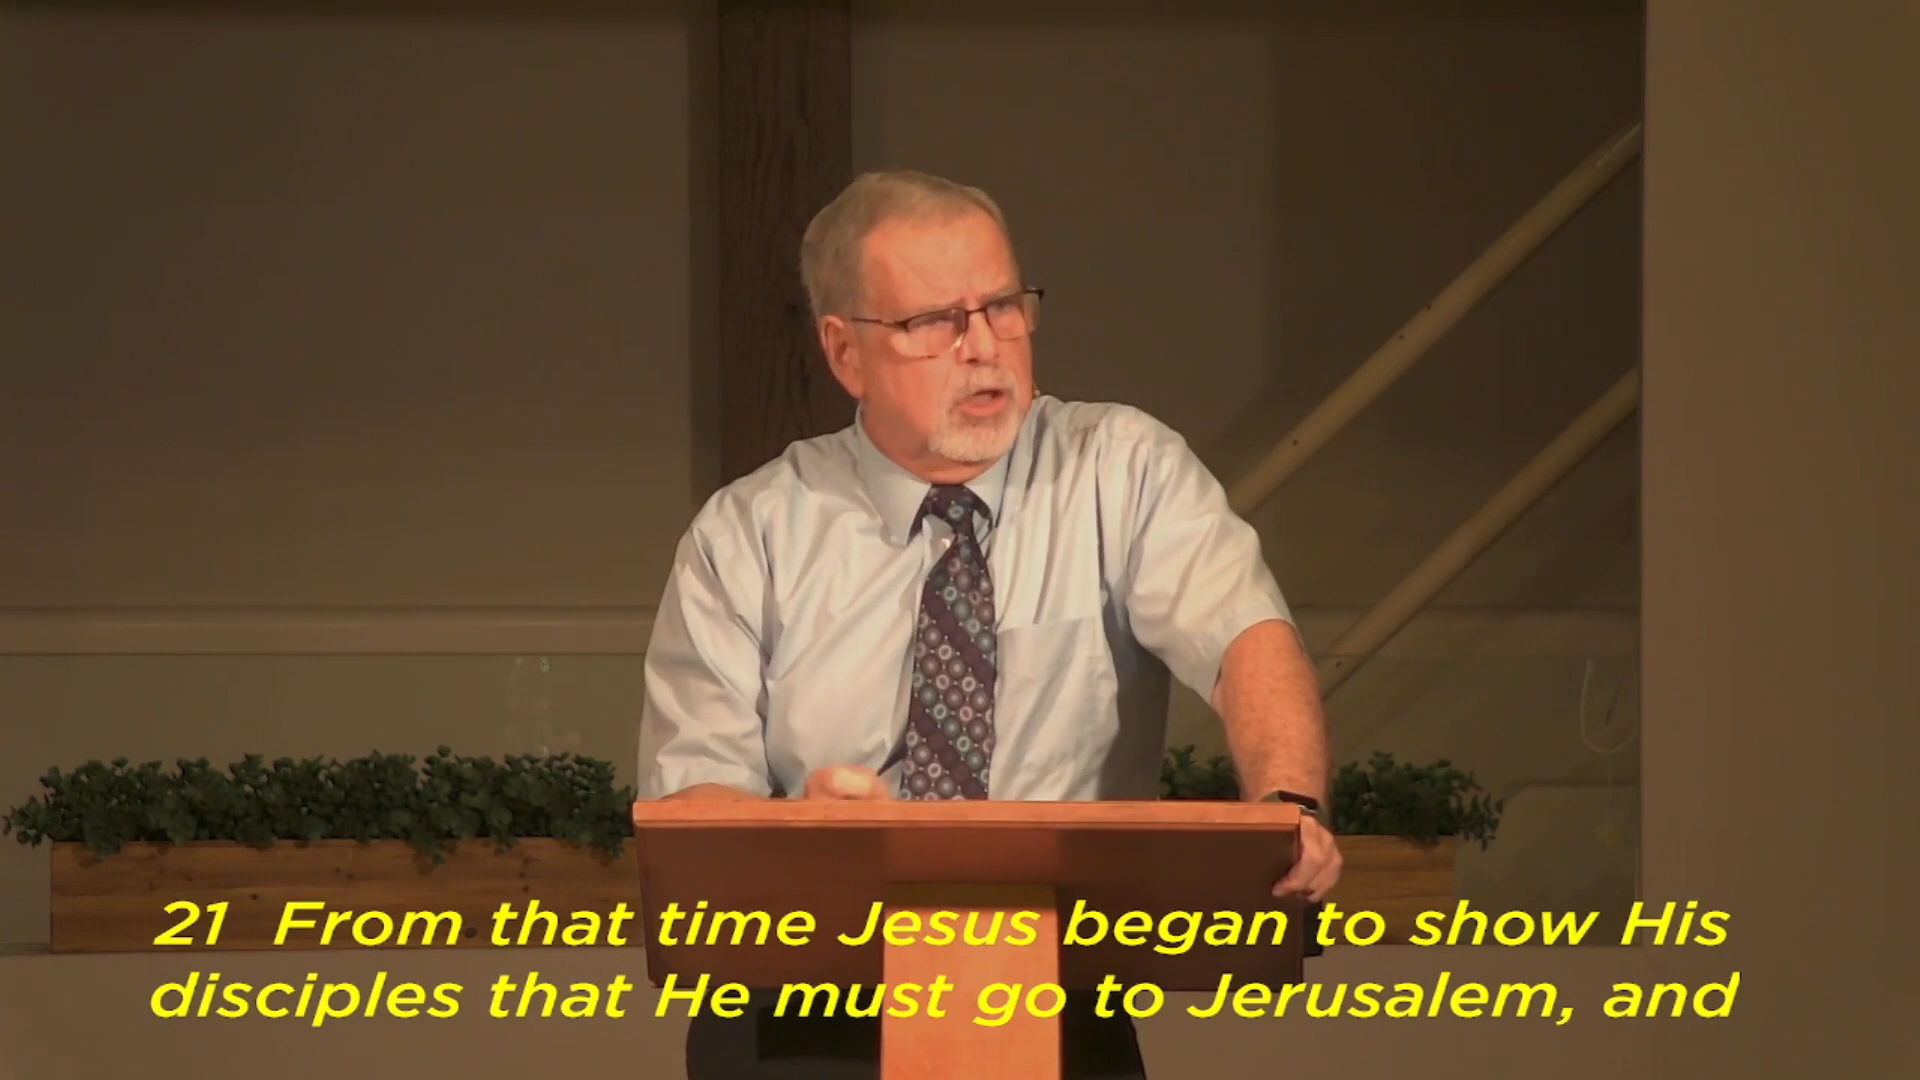 21 From that time Jesus began to show His
disciples that He must go to Jerusalem, and